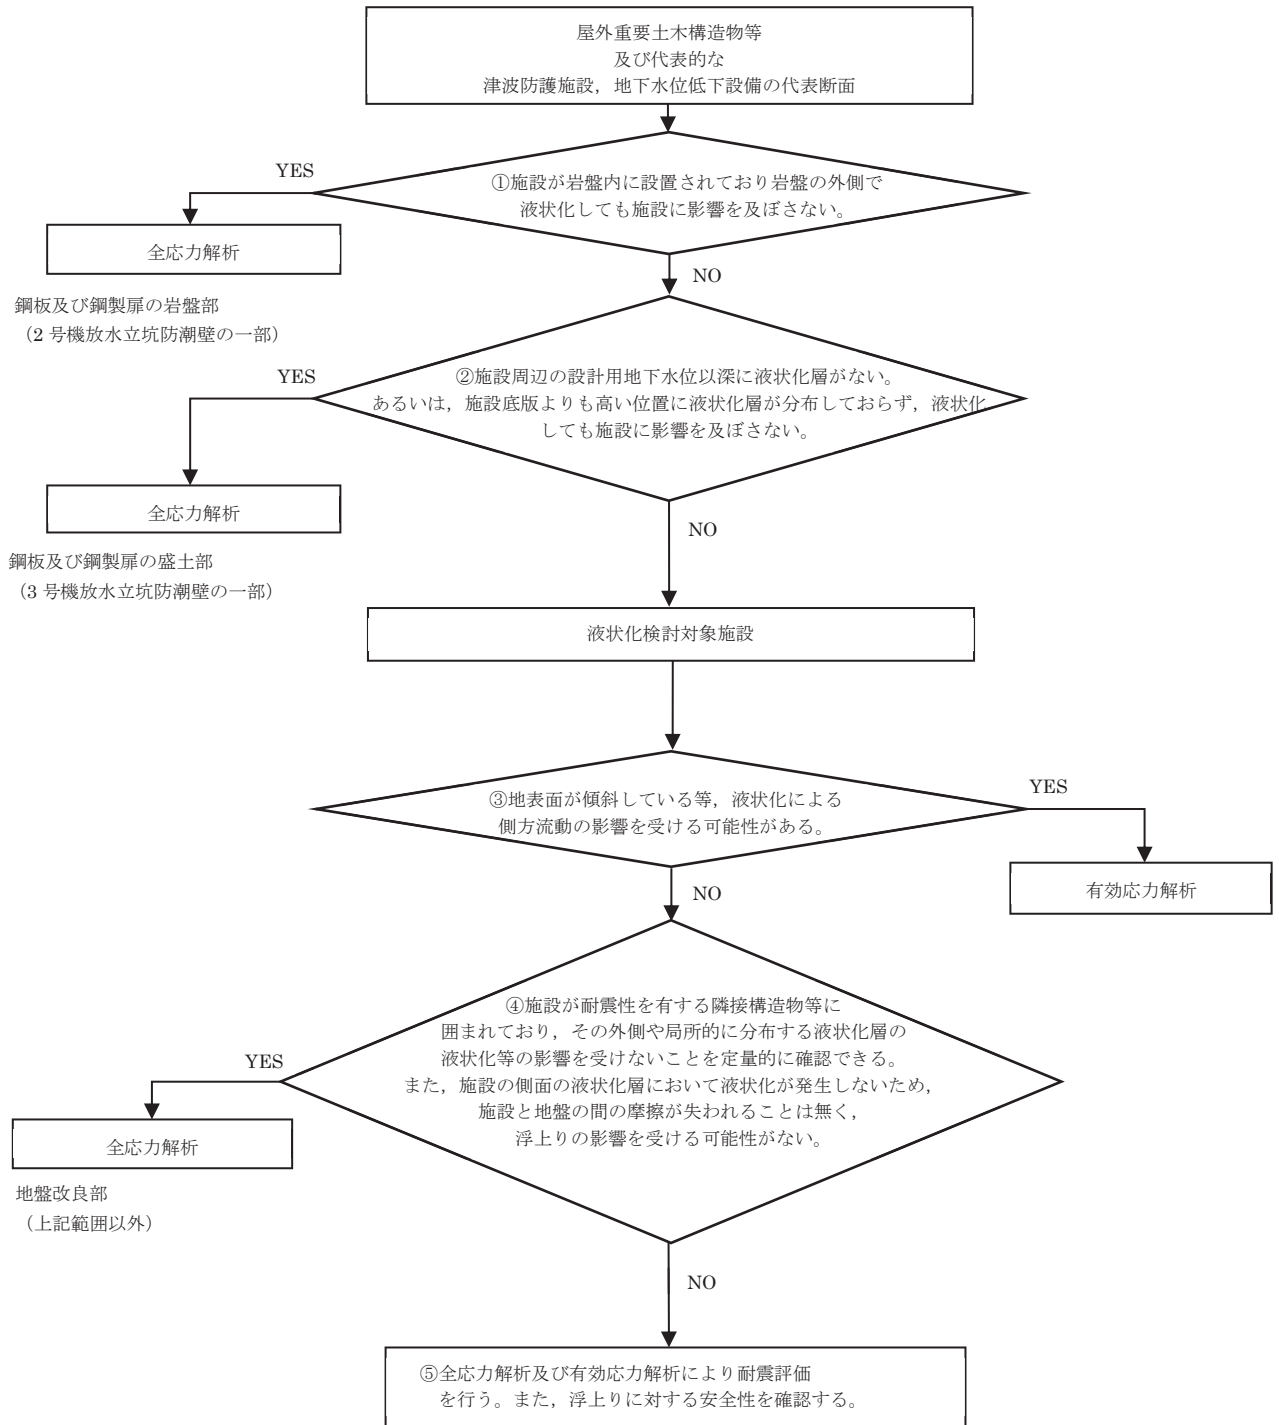 屋外重要土木構造物等
及び代表的な
津波防護施設，地下水位低下設備の代表断面
YES
①施設が岩盤内に設置されており岩盤の外側で
液状化しても施設に影響を及ぼさない。
全応力解析
NO
鋼板及び鋼製扉の岩盤部
（2 号機放水立坑防潮壁の一部）
YES
②施設周辺の設計用地下水位以深に液状化層がない。
あるいは，施設底版よりも高い位置に液状化層が分布しておらず，液状化
しても施設に影響を及ぼさない。
全応力解析
NO
鋼板及び鋼製扉の盛土部
（3 号機放水立坑防潮壁の一部）
液状化検討対象施設
③地表面が傾斜している等，液状化による
側方流動の影響を受ける可能性がある。
YES
有効応力解析
NO
④施設が耐震性を有する隣接構造物等に
囲まれており，その外側や局所的に分布する液状化層の
液状化等の影響を受けないことを定量的に確認できる。
また，施設の側面の液状化層において液状化が発生しないため，
施設と地盤の間の摩擦が失われることは無く，
浮上りの影響を受ける可能性がない。
YES
全応力解析
地盤改良部
（上記範囲以外）
NO
⑤全応力解析及び有効応力解析により耐震評価
を行う。また，浮上りに対する安全性を確認する。